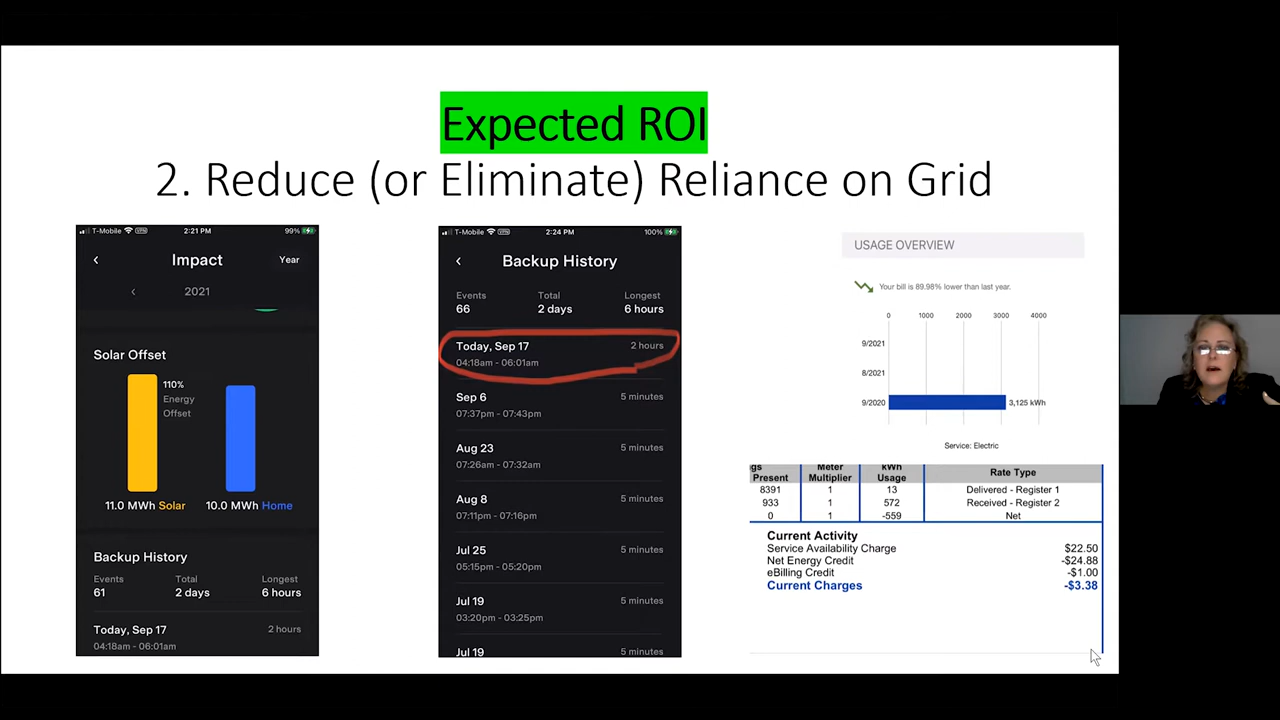 Expected ROI
2. Reduce (or Eliminate) Reliance on Grid
T-Mobile VPN 2:21 PM 99%
Impact Year
2021
Solar Offset
110%
Energy
Offset
11.0 MWh Solar 10.0 MWh Home
Backup History
Events Total Longest
61 2 days 6 hours
Today, Sep 17 2 hours
04:18am - 06:01am
T-Mobile VPN 2:24 PM 100%
Backup History
Events Total Longest
66 2 days 6 hours
Today, Sep 17 2 hours
04:18am - 06:01am
Sep 6 5 minutes
07:37pm - 07:43pm
Aug 23 5 minutes
07:26am - 07:32am
Aug 8 5 minutes
07:11pm - 07:16pm
Jul 25 5 minutes
05:15pm - 05:20pm
Jul 19 5 minutes
03:20pm - 03:25pm
Jul 19 5 minutes
USAGE OVERVIEW
Your bill is 89.98% lower than last year.
0 1000 2000 3000 4000
9/2021
8/2021
9/2020 3,125 kWh
Service: Electric
gs Meter kWh Rate Type
Present Multiplier Usage
8391 1 13 Delivered - Register 1
933 1 572 Received - Register 2
0 1 -559 Net
Current Activity
Service Availability Charge $22.50
Net Energy Credit -$24.88
eBilling Credit -$1.00
Current Charges -$3.38